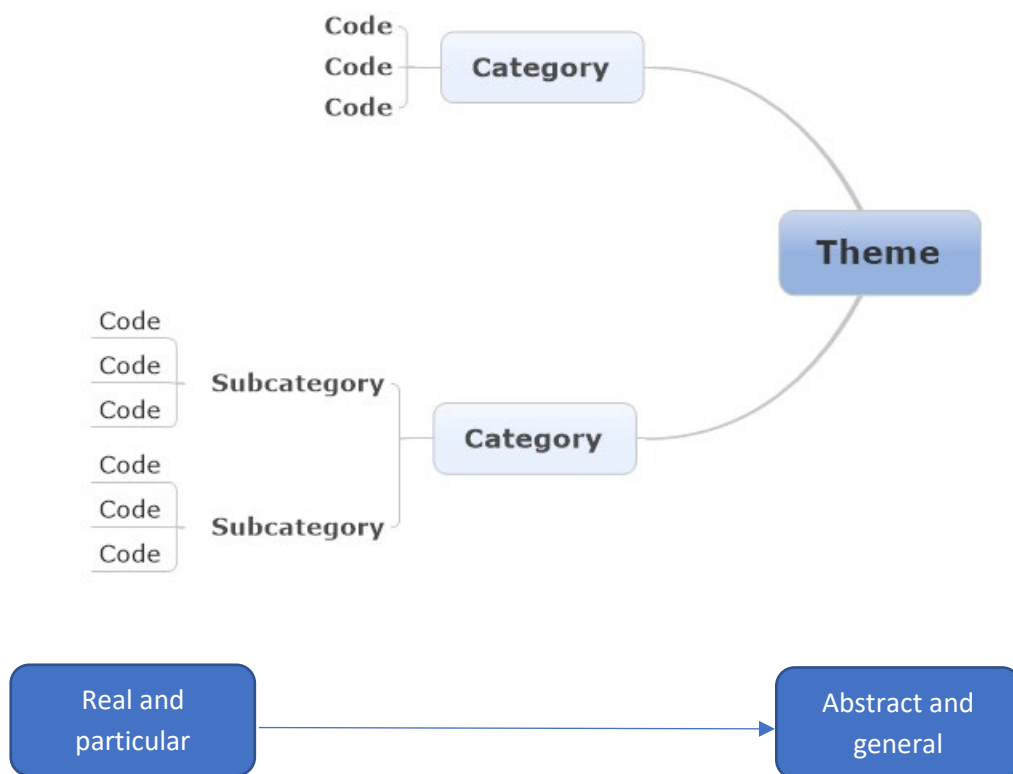 Code
Code
Code
Category
Theme
Code
Code
Code
Subcategory
Category
Code
Code
Code
Subcategory
Real and
particular
Abstract and
general